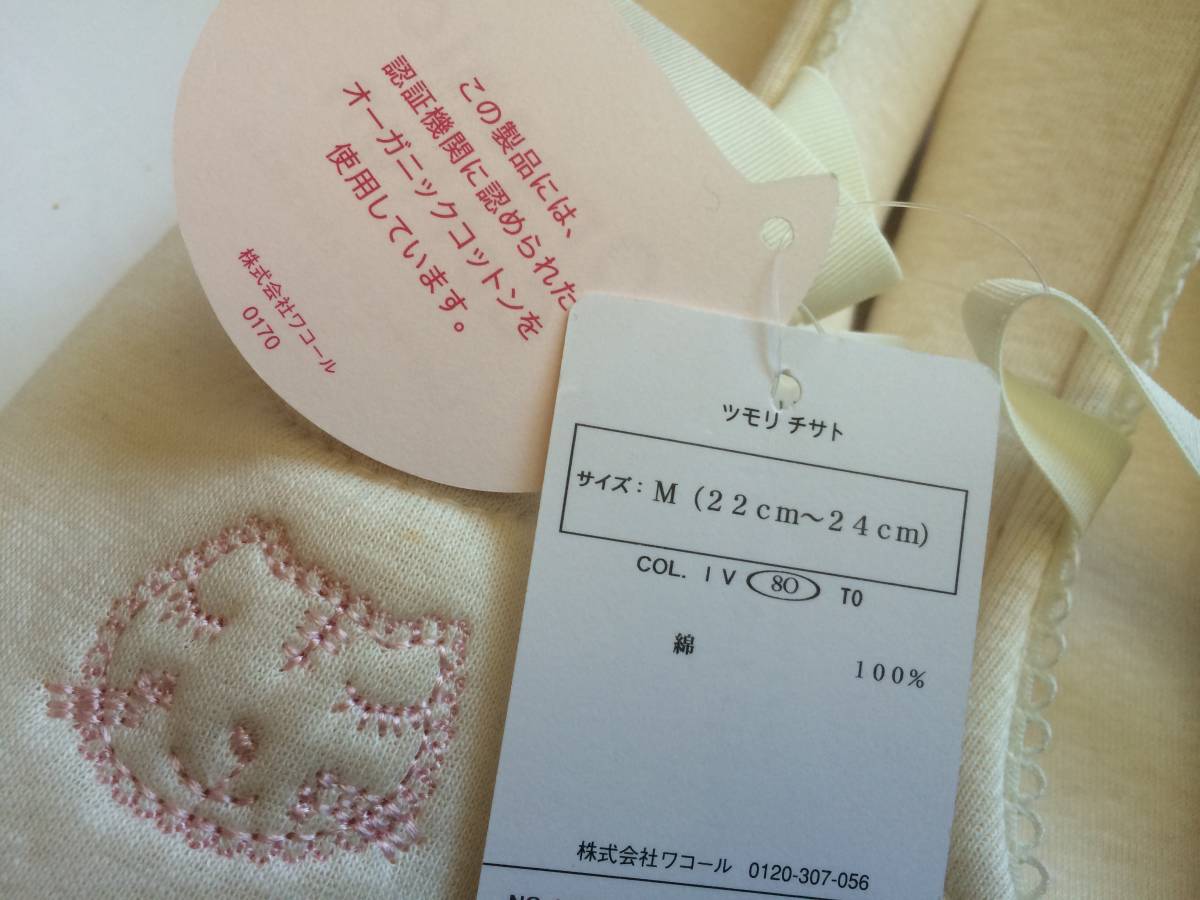 この製品には、
認証機関に認められた
オーガニックコットンを
使用しています。
株式会社ワコール
0170
ツモリ チサト
サイズ：M（22cm〜24cm）
COL. IV 80 TO
綿 100%
株式会社ワコール 0120-307-056